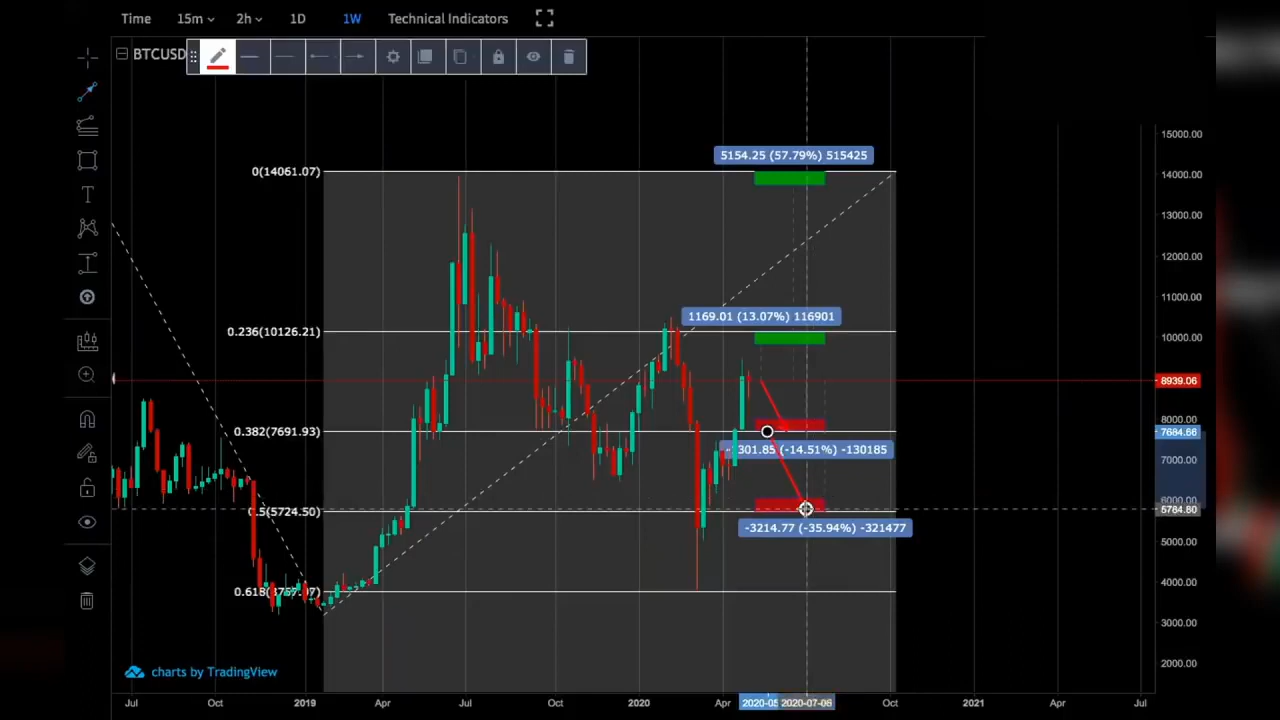 Time 15m 2h 1D 1W Technical Indicators
BTCUSD
15000.00
5154.25 (57.79%) 515425
0(14061.07)
14000.00
13000.00
12000.00
11000.00
1169.01 (13.07%) 116901
0.236(10126.21)
10000.00
8939.06
8000.00
0.382(7691.93)
7684.66
301.85 (-14.51%) -130185
7000.00
6000.00
0.5(5724.50)
5784.80
-3214.77 (-35.94%) -321477
5000.00
4000.00
3000.00
2000.00
charts by TradingView
Jul Oct 2019 Apr Jul Oct 2020 Apr 2020-05 2020-07-06 Oct 2021 Apr Jul